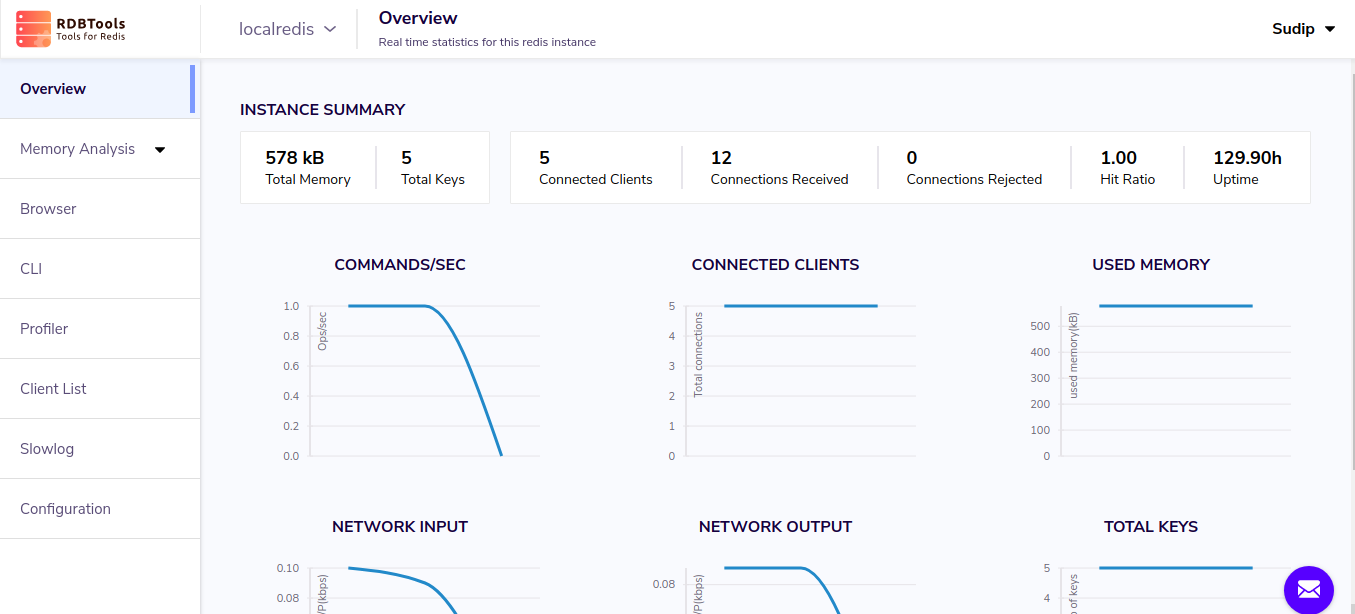 RDBTools
Tools for Redis
localredis
Overview
Real time statistics for this redis instance
Sudip
Overview
Memory Analysis
Browser
CLI
Profiler
Client List
Slowlog
Configuration
INSTANCE SUMMARY
578 kB
Total Memory
5
Total Keys
5
Connected Clients
12
Connections Received
0
Connections Rejected
1.00
Hit Ratio
129.90h
Uptime
COMMANDS/SEC
1.0
0.8
0.6
0.4
0.2
0.0
Ops/sec
CONNECTED CLIENTS
5
4
3
2
1
0
Total connections
USED MEMORY
500
400
300
200
100
0
used memory(kB)
NETWORK INPUT
0.10
0.08
/P(kbps)
NETWORK OUTPUT
0.08
/P(kbps)
TOTAL KEYS
5
4
of keys